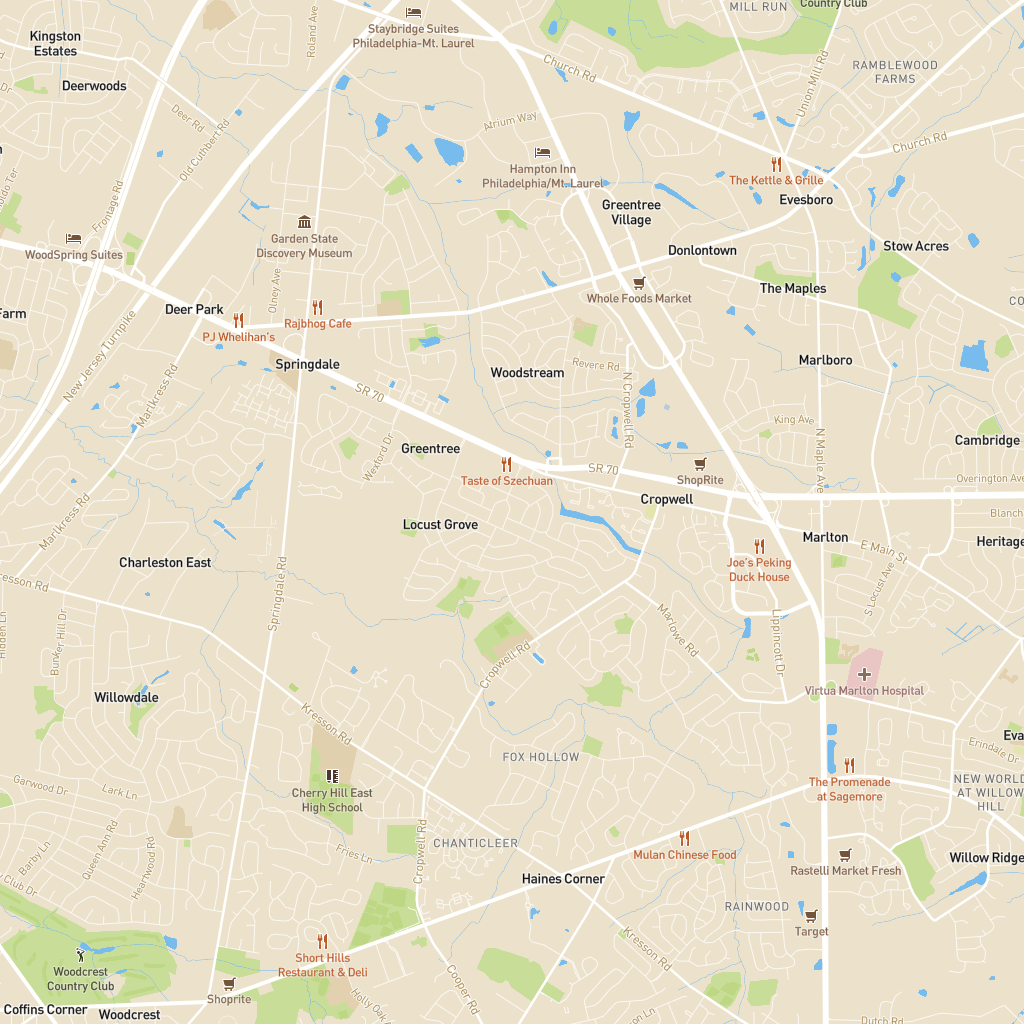 MILL RUN
Country Club
Staybridge Suites
Philadelphia-Mt. Laurel
Roland Ave
Kingston
Estates
Church Rd
RAMBLEWOOD
FARMS
Union Mill Rd
Deerwoods
Deer Rd
Old Cuthbert Rd
Atrium Way
Church Rd
Hampton Inn
Philadelphia/Mt. Laurel
The Kettle & Grille
Evesboro
Frontage Rd
Greentree
Village
Garden State
Discovery Museum
WoodSpring Suites
Donlontown
Stow Acres
Olney Ave
Whole Foods Market
The Maples
Farm
Deer Park
Rajbhog Cafe
PJ Whelihan's
New Jersey Turnpike
Springdale
Marlkress Rd
Woodstream
Revere Rd
Marlboro
SR 70
N Cropwell Rd
King Ave
N Maple Ave
Cambridge
Wexford Dr
Greentree
Taste of Szechuan
SR 70
ShopRite
Overington Ave
Cropwell
Blanch
Marlkress Rd
Locust Grove
Marlton
Heritage
E Main St
Charleston East
Joe's Peking
Duck House
S Locust Ave
Kresson Rd
Springdale Rd
Hidden Ln
Bunker Hill Dr
Marlowe Rd
Lippincott Dr
Cropwell Rd
Willowdale
Virtua Marlton Hospital
Kresson Rd
Eva
Erindale Dr
FOX HOLLOW
Garwood Dr
Lark Ln
Cherry Hill East
High School
The Promenade
at Sagemore
NEW WORLD
AT WILLOW
HILL
Barby Ln
Queen Ann Rd
Heartwood Rd
Fries Ln
Cropwell Rd
CHANTICLEER
Mulan Chinese Food
Willow Ridge
Rastelli Market Fresh
Club Dr
Haines Corner
RAINWOOD
Target
Kresson Rd
Short Hills
Restaurant & Deli
Woodcrest
Country Club
Shoprite
Cooper Rd
Holly Oak
Coffins Corner
Woodcrest
Dutch Rd